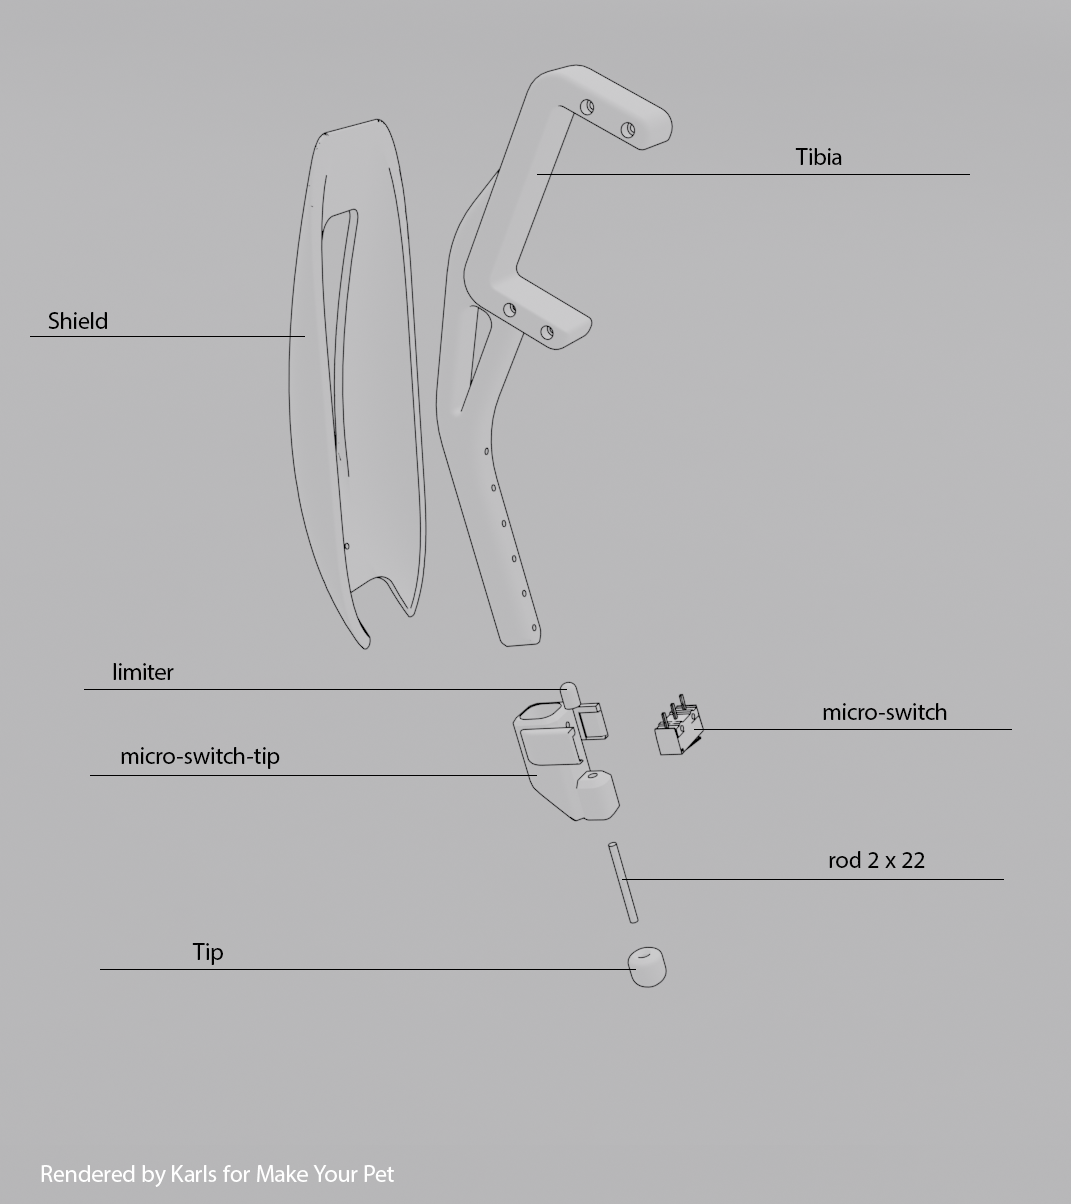 Tibia
Shield
limiter
micro-switch
micro-switch-tip
rod 2 x 22
Tip
Rendered by Karls for Make Your Pet